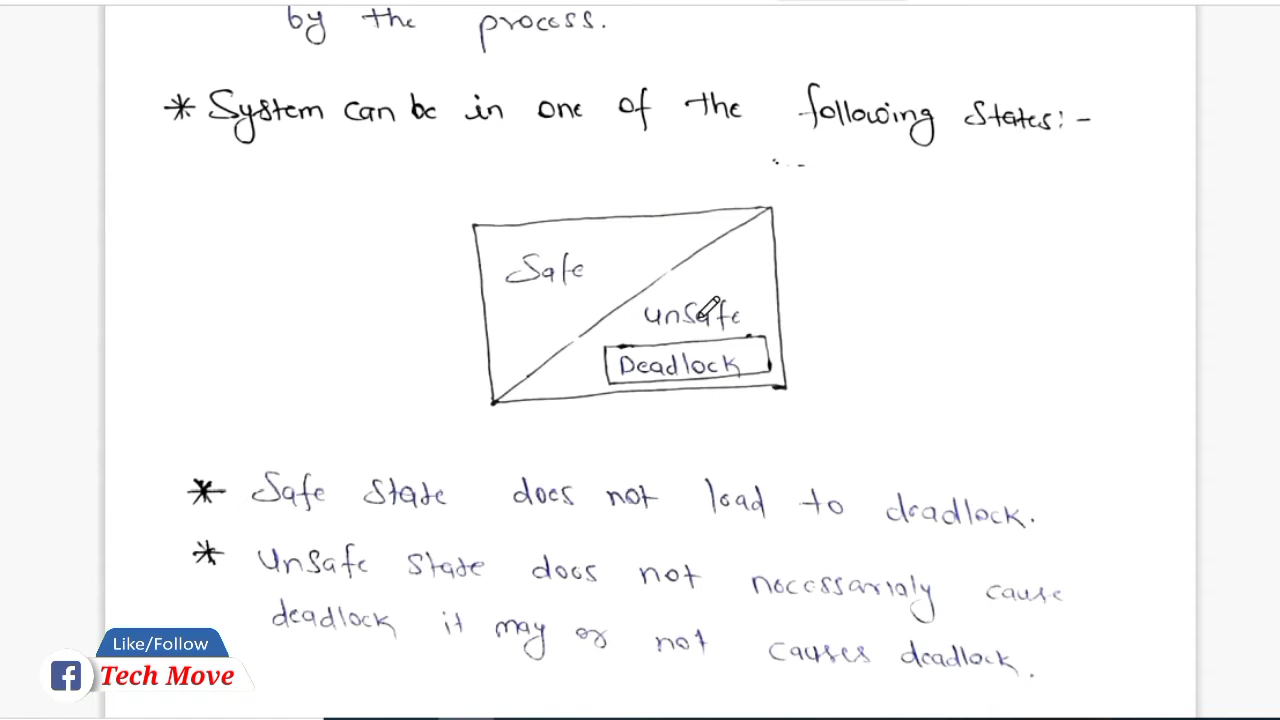 by the process.
* System can be in one of the following states:-
Safe
unsafe
Deadlock
* Safe state does not lead to deadlock.
* Unsafe state does not necessarialy cause
deadlock it may or not causes deadlock.
Like/Follow
Tech Move